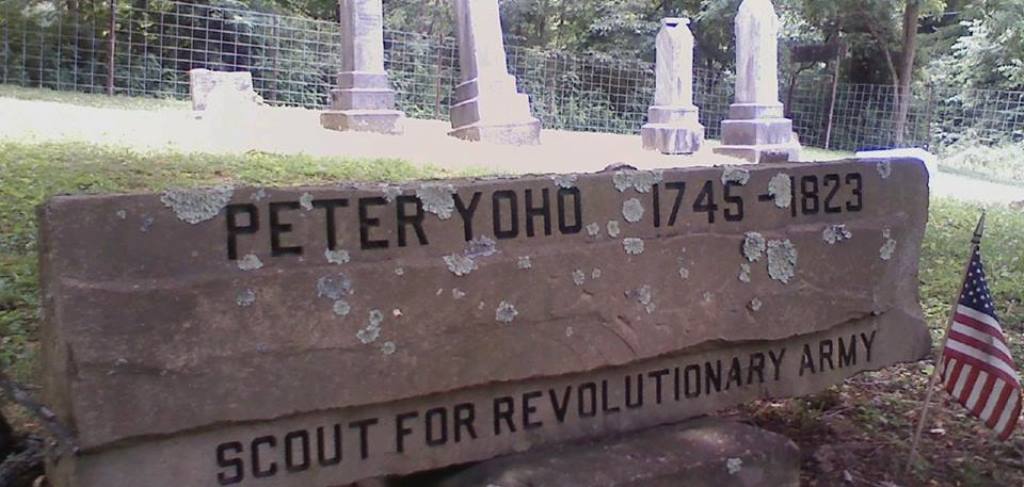 PETER YOHO 1745 - 1823
SCOUT FOR REVOLUTIONARY ARMY